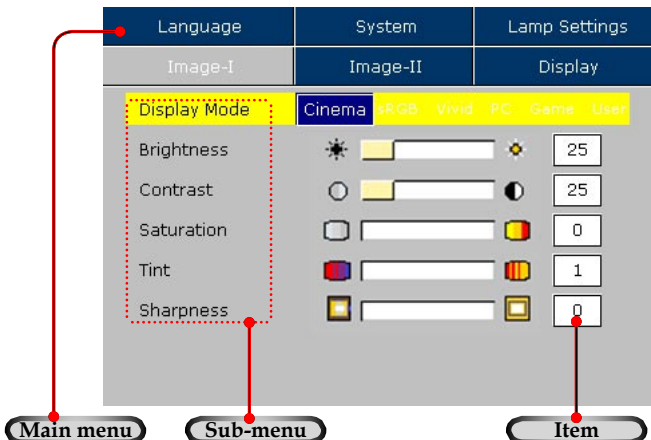 Language System Lamp Settings
Image-I Image-II Display
Display Mode Cinema sRGB Vivid PC Game User
Brightness 25
Contrast 25
Saturation 0
Tint 1
Sharpness 0
Main menu Sub-menu Item